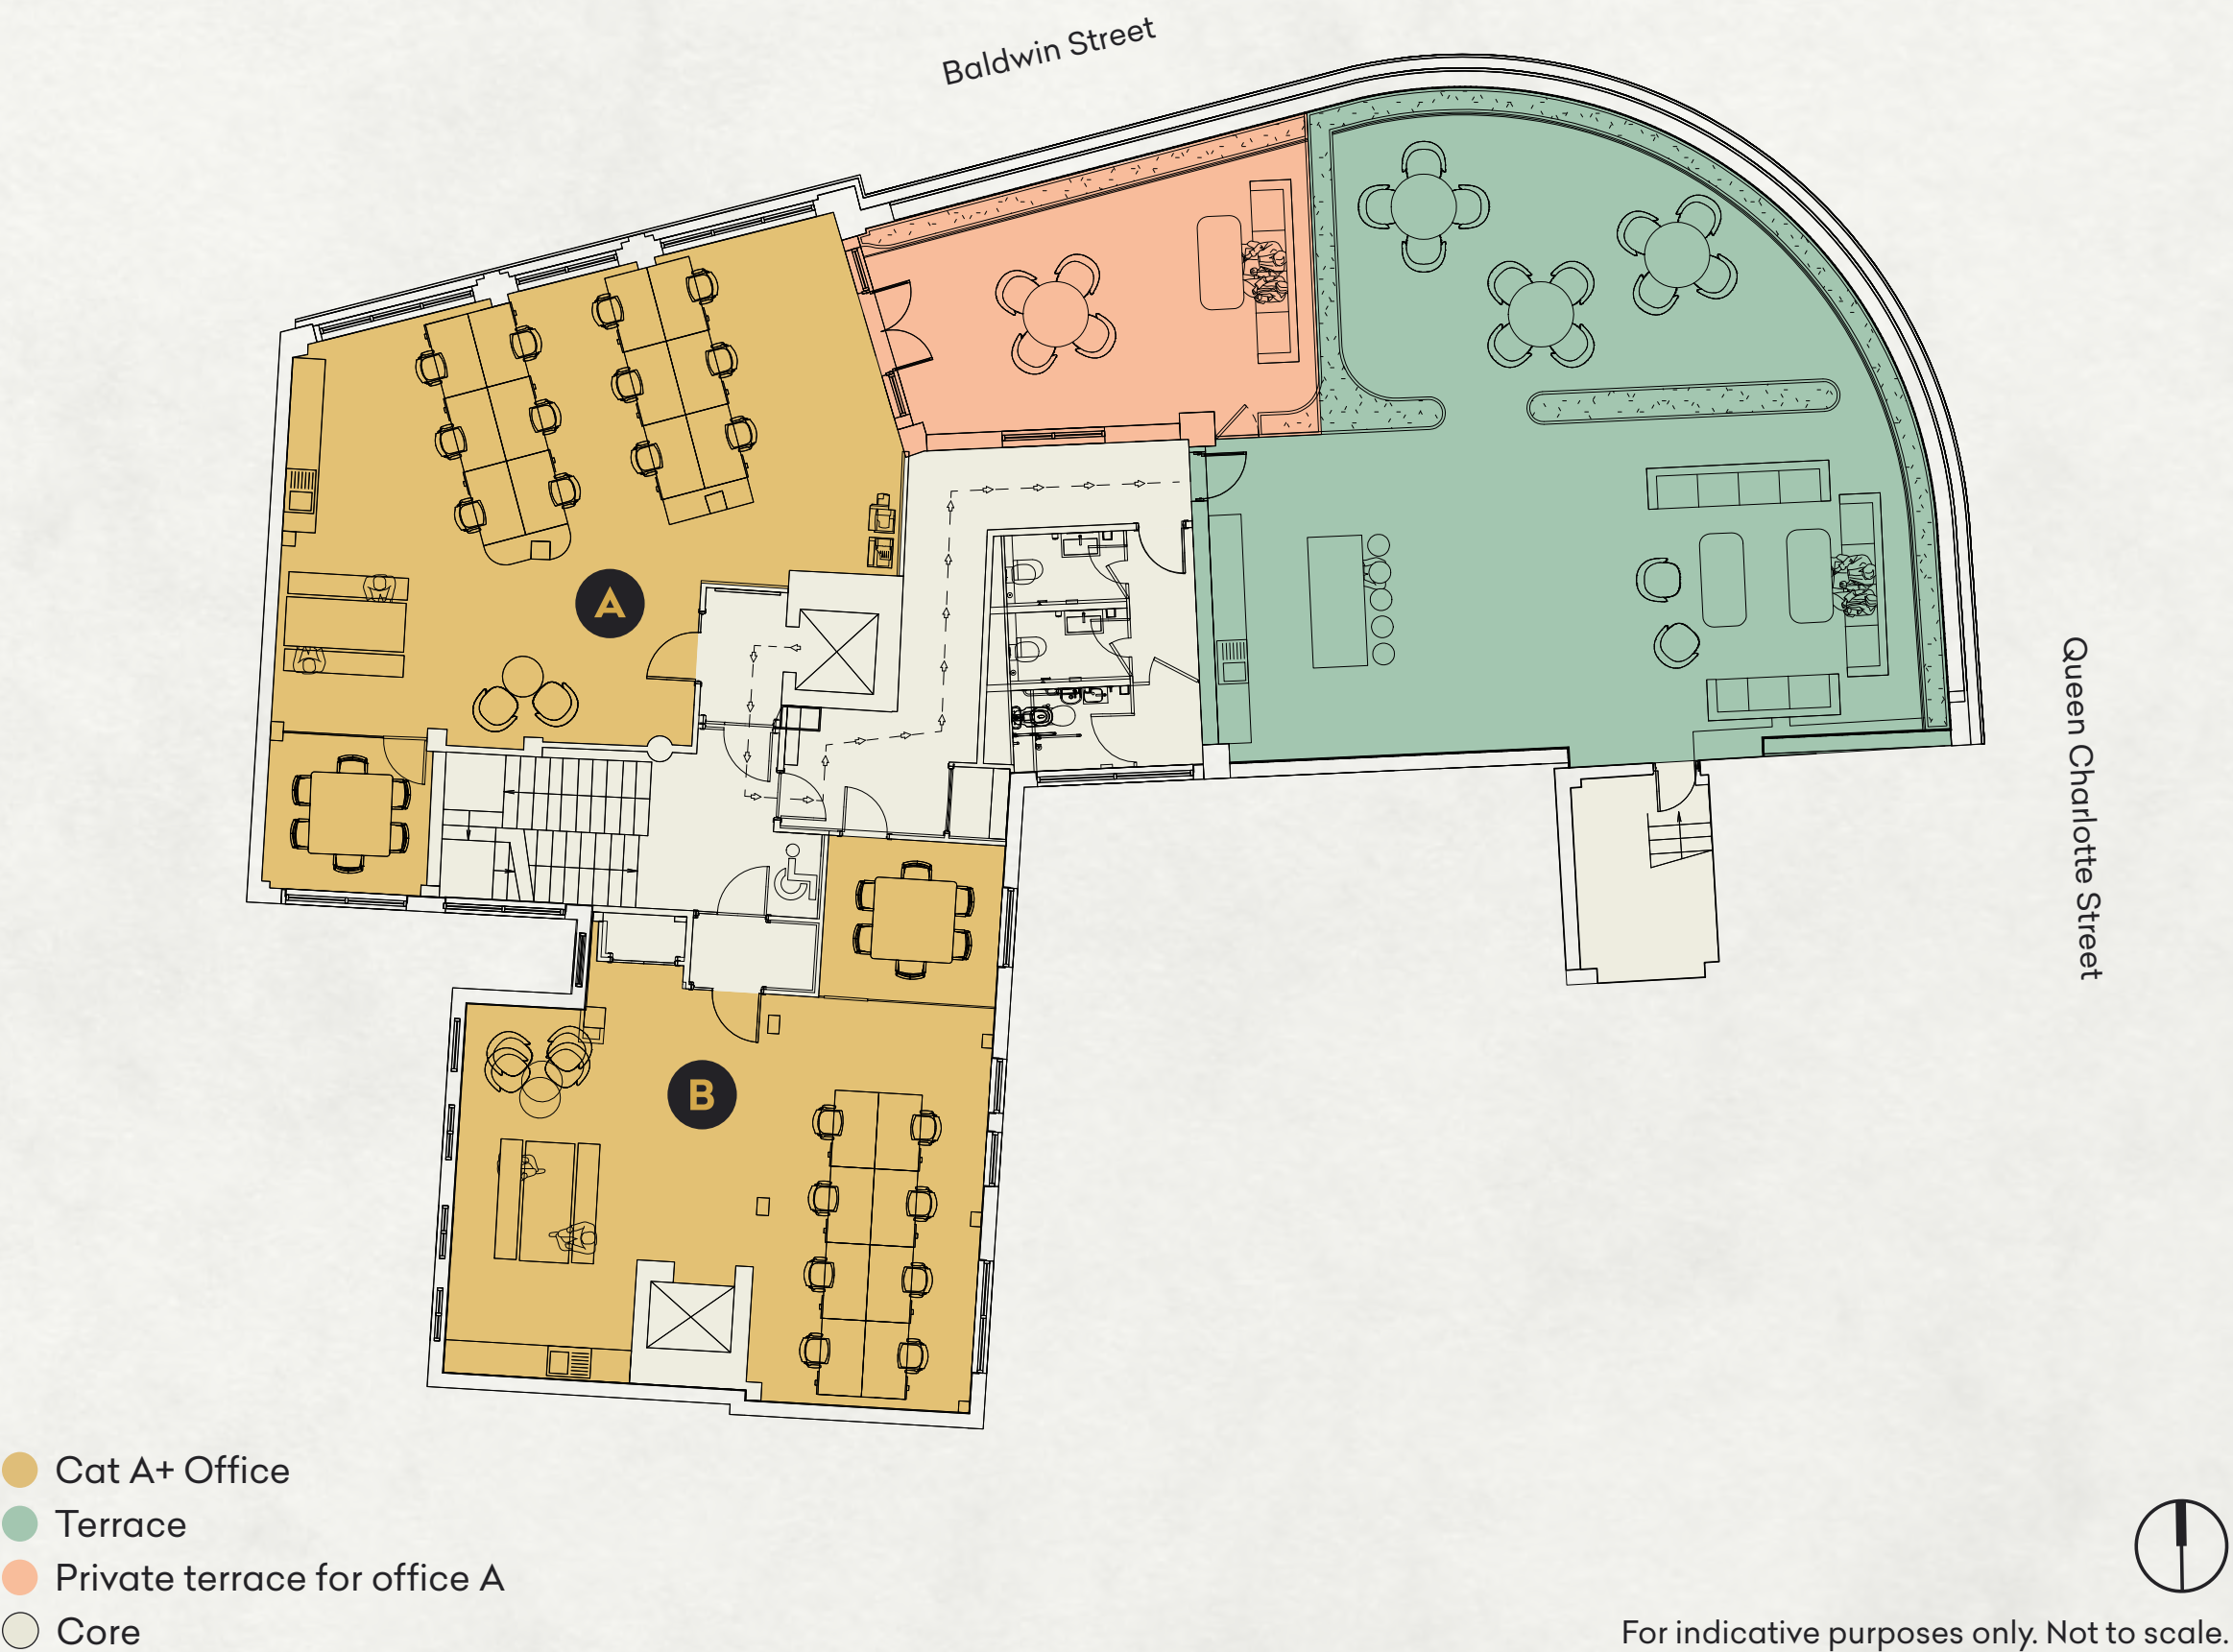 Baldwin Street
A
Queen Charlotte Street
B
Cat A+ Office
Terrace
Private terrace for office A
Core
For indicative purposes only. Not to scale.